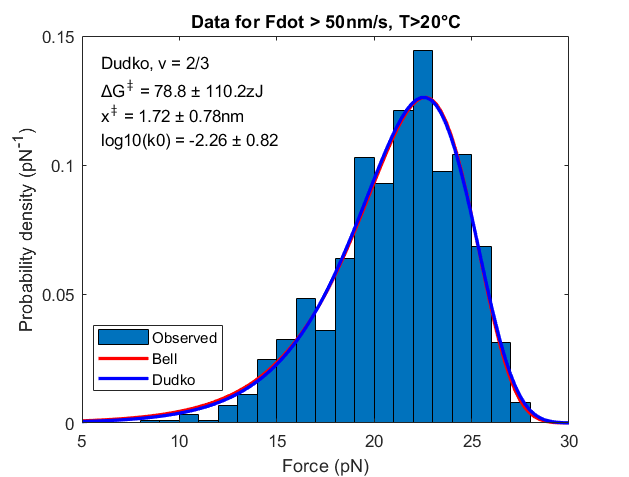 Data for Fdot > 50nm/s, T>20°C
Dudko, v = 2/3
ΔG‡ = 78.8 ± 110.2zJ
x‡ = 1.72 ± 0.78nm
log10(k0) = -2.26 ± 0.82
Probability density (pN⁻¹)
0.15
0.1
0.05
0
Observed
Bell
Dudko
5 10 15 20 25 30
Force (pN)